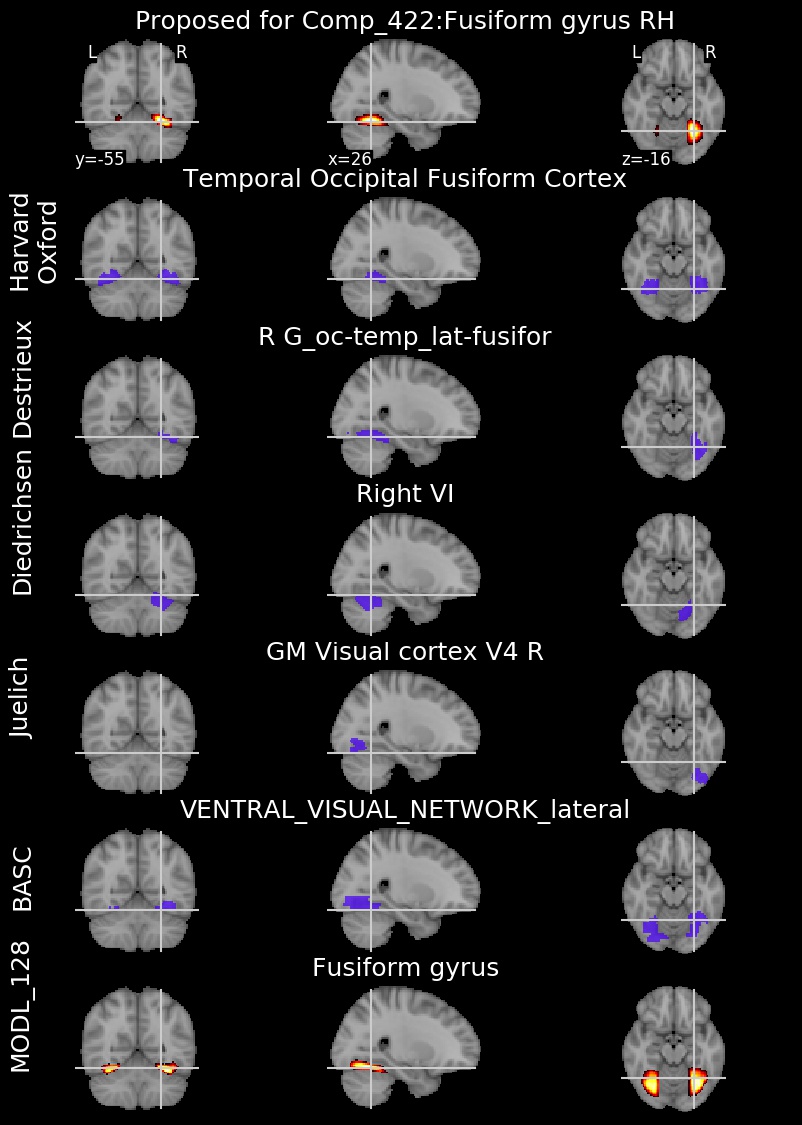 Proposed for Comp_422:Fusiform gyrus RH
L R
L R
y=-55
x=26
z=-16
Harvard
Oxford
Temporal Occipital Fusiform Cortex
Destrieux
R G_oc-temp_lat-fusifor
Diedrichsen
Right VI
Juelich
GM Visual cortex V4 R
BASC
VENTRAL_VISUAL_NETWORK_lateral
MODL_128
Fusiform gyrus